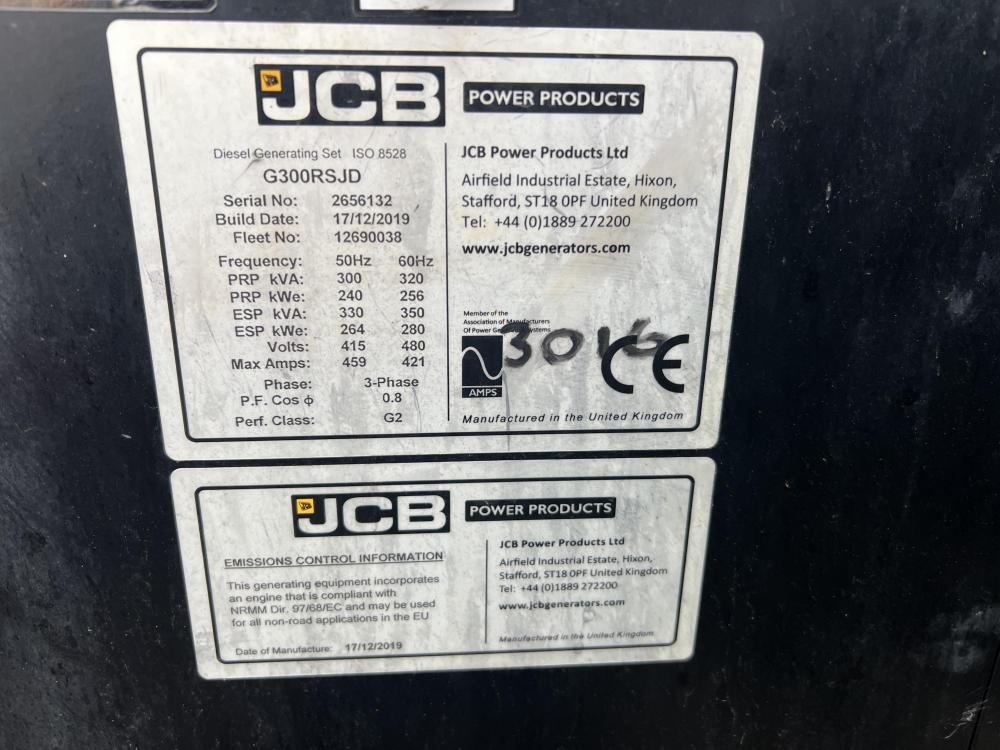 JCB POWER PRODUCTS
Diesel Generating Set ISO 8528
G300RSJD
Serial No: 2656132
Build Date: 17/12/2019
Fleet No: 12690038
Frequency: 50Hz 60Hz
PRP kVA: 300 320
PRP kWe: 240 256
ESP kVA: 330 350
ESP kWe: 264 280
Volts: 415 480
Max Amps: 459 421
Phase: 3-Phase
P.F. Cos ϕ 0.8
Perf. Class: G2
JCB Power Products Ltd
Airfield Industrial Estate, Hixon,
Stafford, ST18 0PF United Kingdom
Tel: +44 (0)1889 272200
www.jcbgenerators.com
Member of the
Association of Manufacturers
Of Power Systems
AMPS
CE
Manufactured in the United Kingdom
JCB POWER PRODUCTS
EMISSIONS CONTROL INFORMATION
This generating equipment incorporates
an engine that is compliant with
NRMM Dir. 97/68/EC and may be used
for all non-road applications in the EU
Date of Manufacture: 17/12/2019
JCB Power Products Ltd
Airfield Industrial Estate, Hixon,
Stafford, ST18 0PF United Kingdom
Tel: +44 (0)1889 272200
www.jcbgenerators.com
Manufactured in the United Kingdom